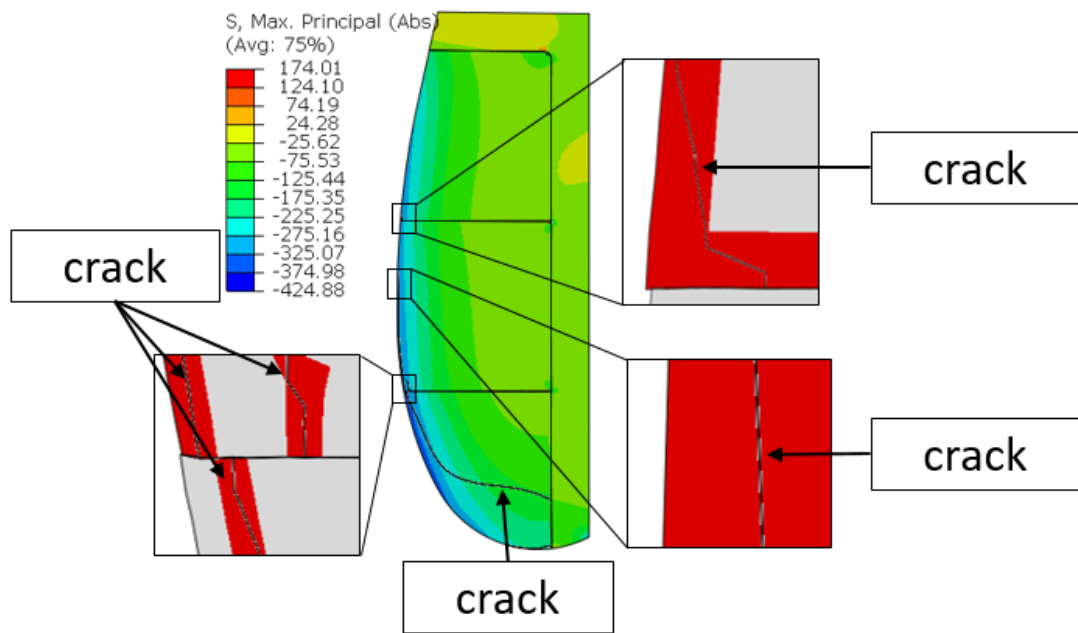 S, Max. Principal (Abs)
(Avg: 75%)
174.01
124.10
74.19
24.28
-25.62
-75.53
-125.44
-175.35
-225.25
-275.16
-325.07
-374.98
-424.88
crack
crack
crack
crack